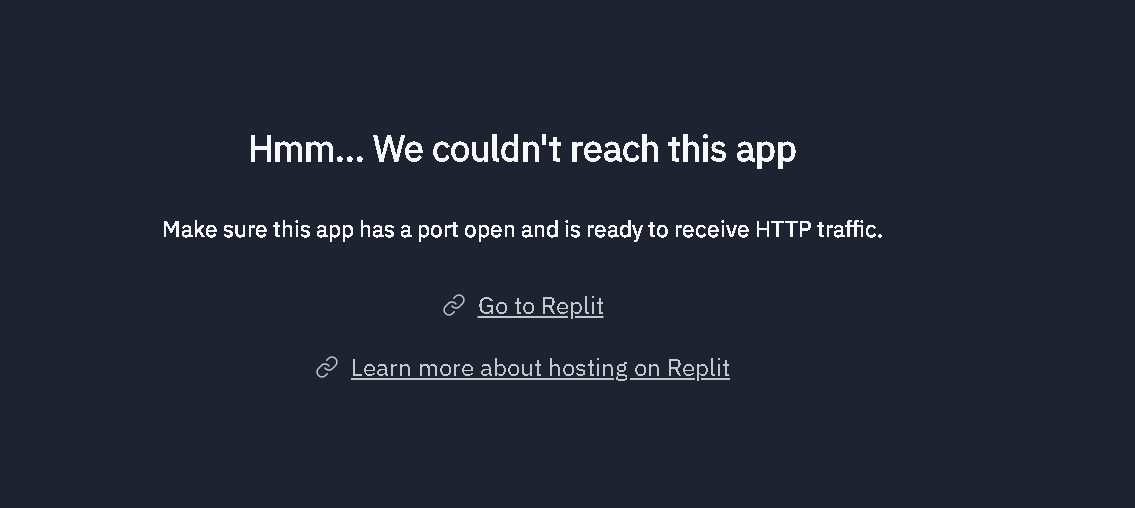 Hmm... We couldn't reach this app
Make sure this app has a port open and is ready to receive HTTP traffic.
Go to Replit
Learn more about hosting on Replit